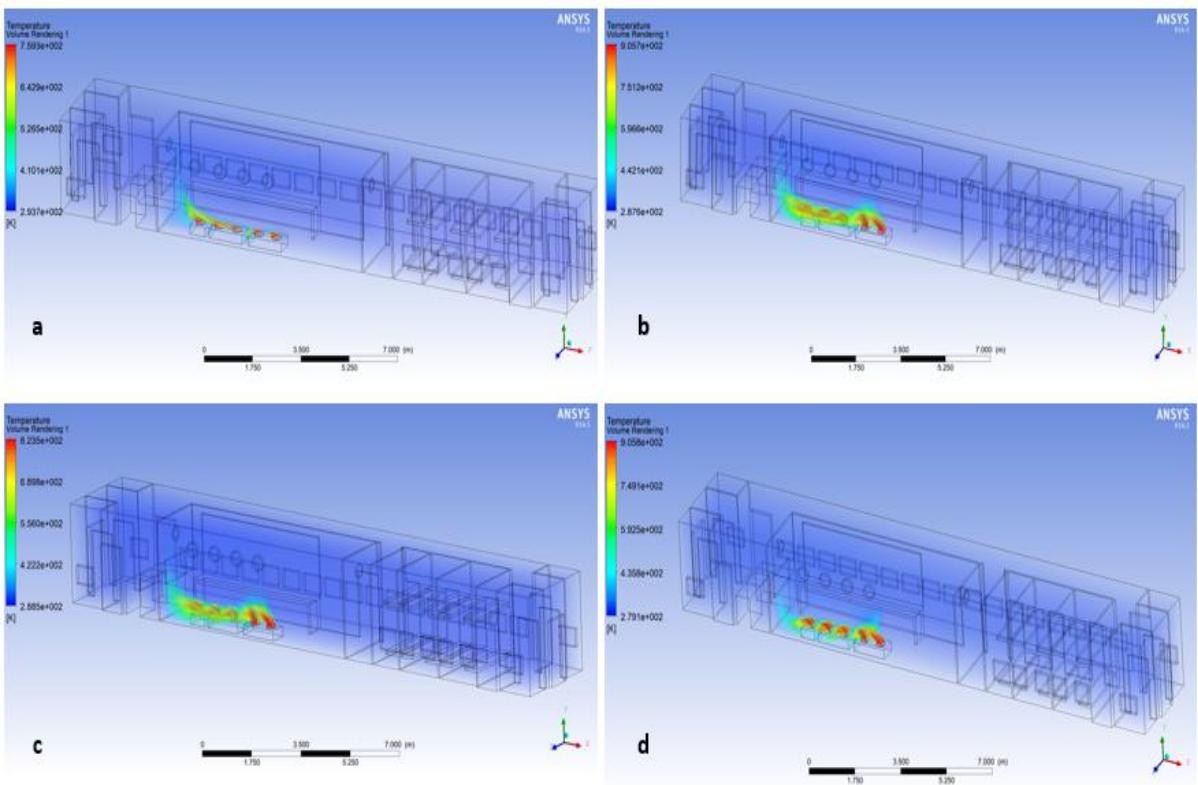 Temperature
Volume Rendering 1
7.593e+002
6.429e+002
5.265e+002
4.101e+002
2.937e+002
[K]
ANSYS
a
0 3.500 7.000 (m)
1.750 5.250
Temperature
Volume Rendering 1
9.057e+002
7.512e+002
5.966e+002
4.421e+002
2.876e+002
[K]
ANSYS
b
0 3.500 7.000 (m)
1.750 5.250
Temperature
Volume Rendering 1
8.235e+002
6.898e+002
5.560e+002
4.222e+002
2.885e+002
[K]
ANSYS
c
0 3.500 7.000 (m)
1.750 5.250
Temperature
Volume Rendering 1
9.058e+002
7.491e+002
5.925e+002
4.358e+002
2.791e+002
[K]
ANSYS
d
0 3.500 7.000 (m)
1.750 5.250